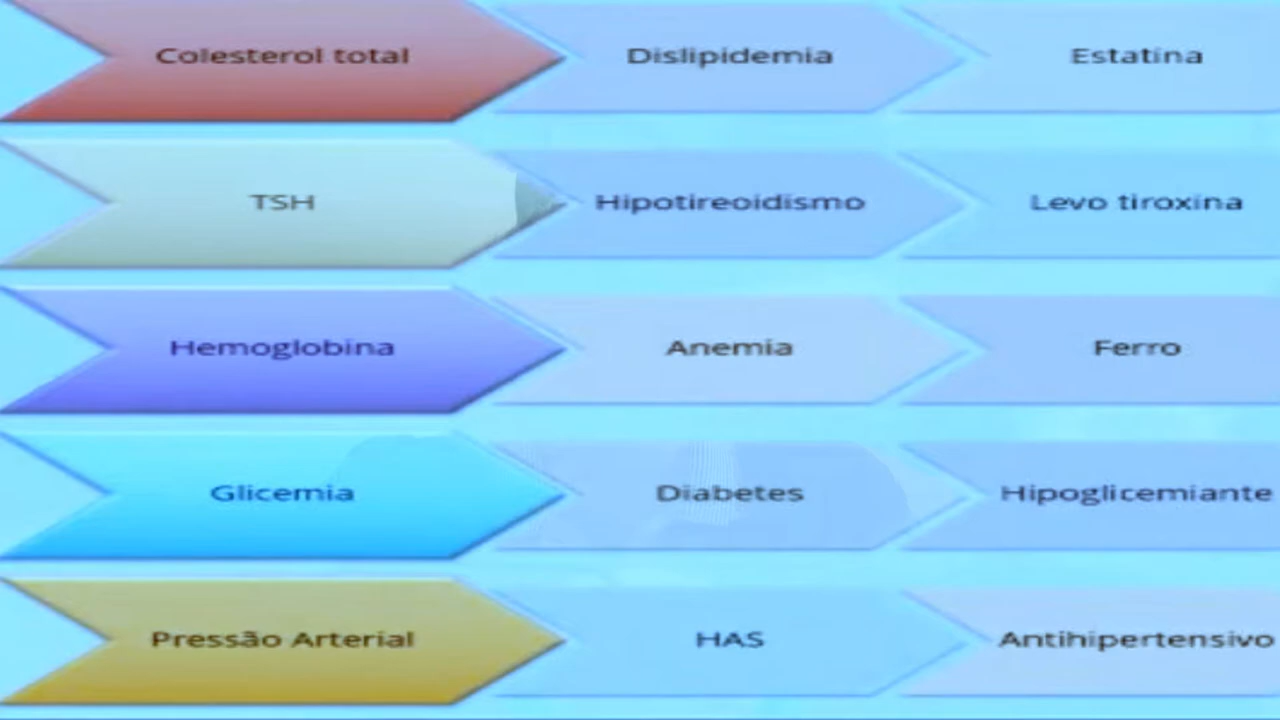 Colesterol total Dislipidemia Estatina
TSH Hipotireoidismo Levo tiroxina
Hemoglobina Anemia Ferro
Glicemia Diabetes Hipoglicemiante
Pressão Arterial HAS Antihipertensivo